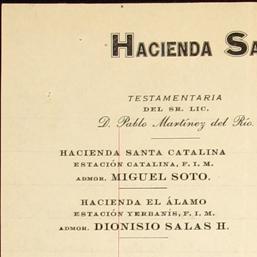 HACIENDA SA
TESTAMENTARIA
DEL SR. LIC.
D. Pablo Martínez del Río.
HACIENDA SANTA CATALINA
ESTACIÓN CATALINA, F. I. M.
ADMOR. MIGUEL SOTO.
HACIENDA EL ÁLAMO
ESTACIÓN YERBANÍS, F. I. M.
ADMOR. DIONISIO SALAS H.